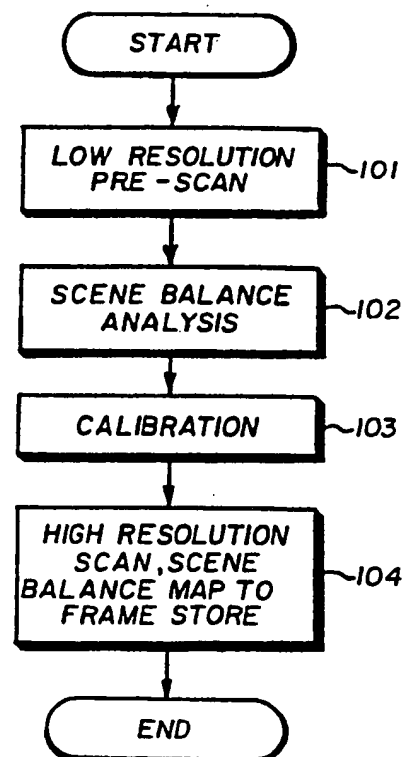 START
LOW RESOLUTION
PRE-SCAN
101
SCENE BALANCE
ANALYSIS
102
CALIBRATION
103
HIGH RESOLUTION
SCAN, SCENE
BALANCE MAP TO
FRAME STORE
104
END